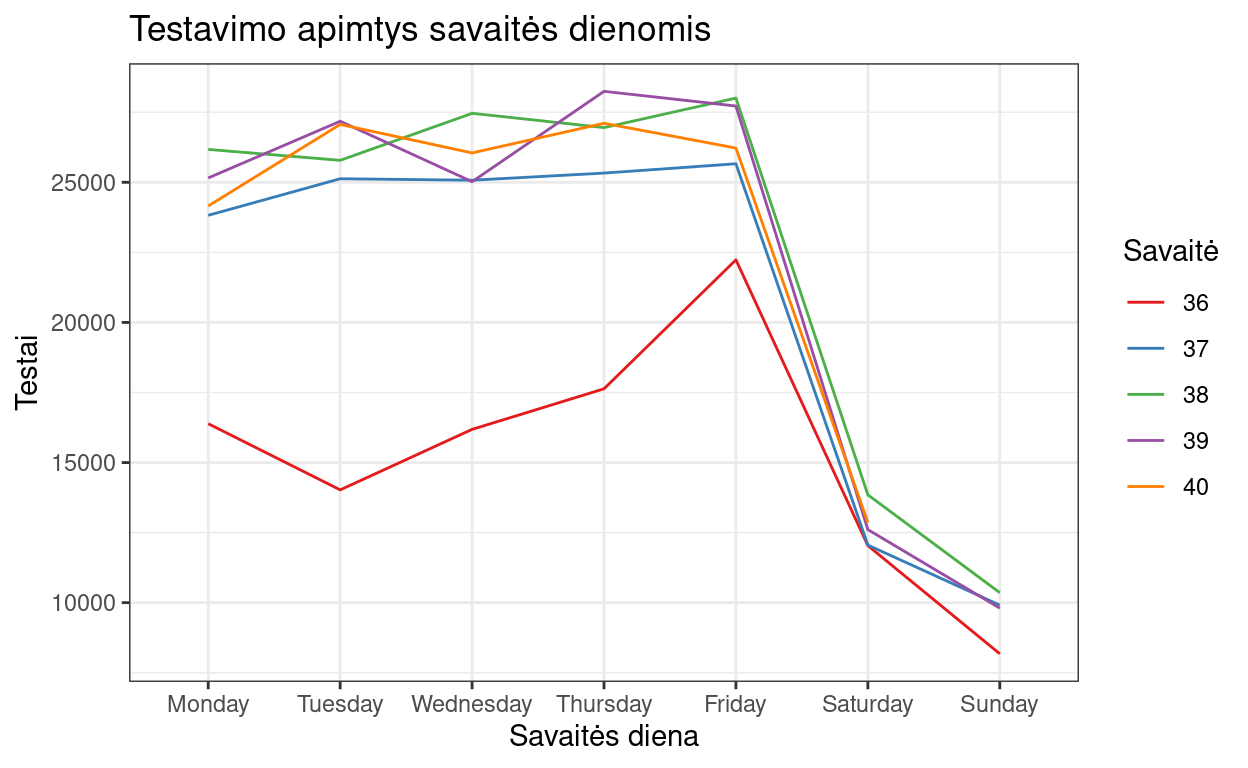 Testavimo apimtys savaitės dienomis
Testai
25000
20000
15000
10000
Monday Tuesday Wednesday Thursday Friday Saturday Sunday
Savaitės diena
Savaitė
36
37
38
39
40